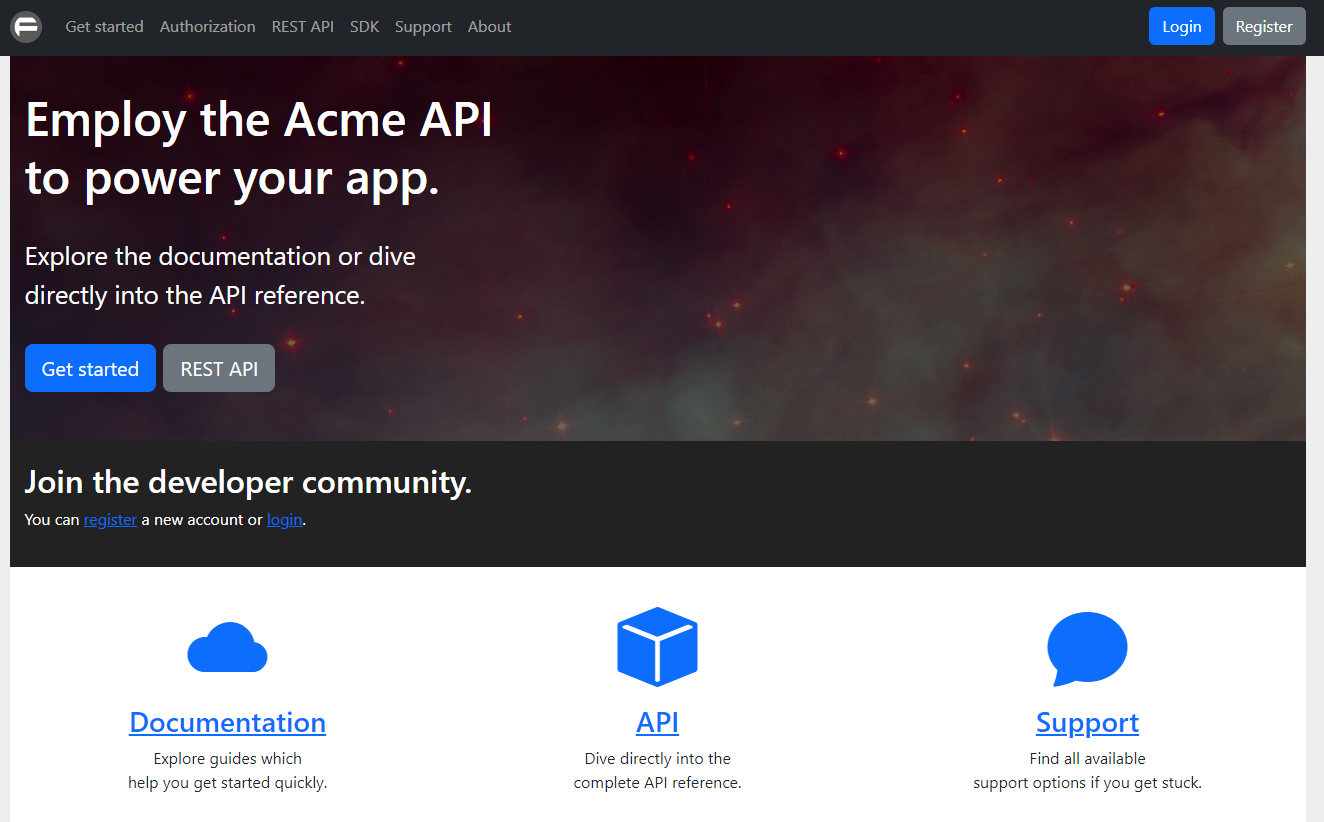 Get started Authorization REST API SDK Support About Login Register
Employ the Acme API
to power your app.
Explore the documentation or dive
directly into the API reference.
Get started REST API
Join the developer community.
You can register a new account or login.
Documentation API Support
Explore guides which Dive directly into the Find all available
help you get started quickly. complete API reference. support options if you get stuck.